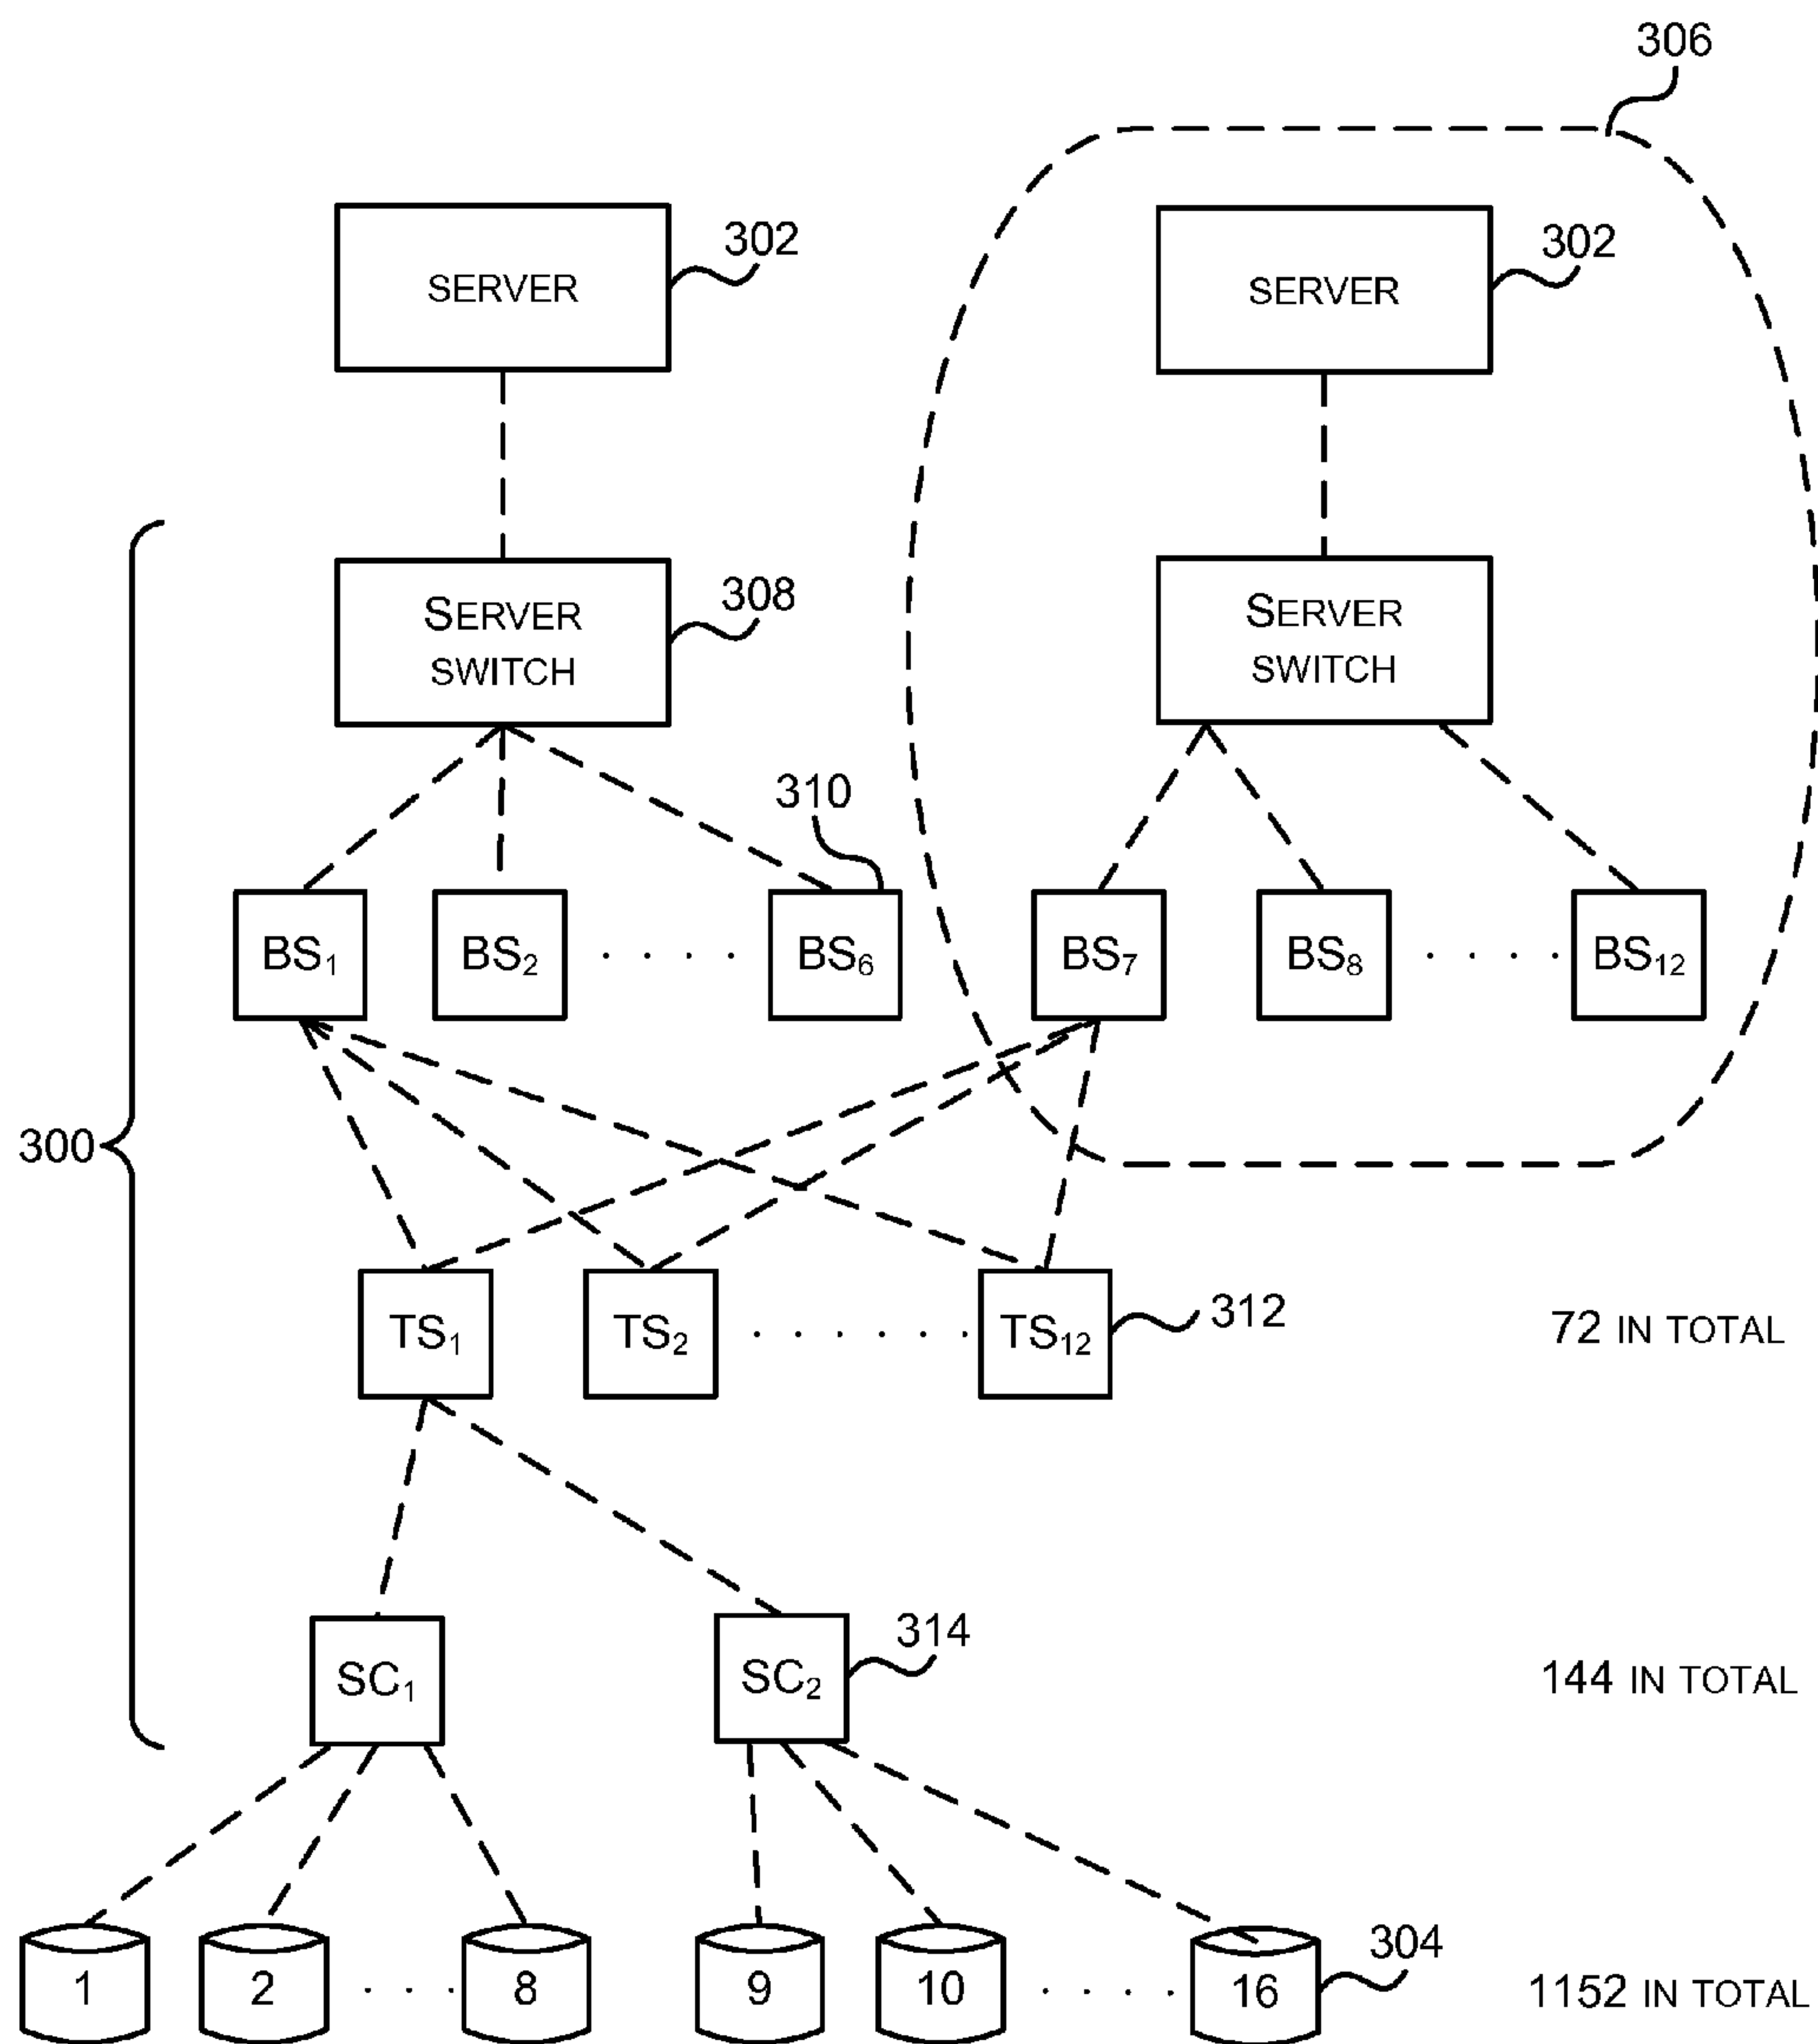 306
302
302
SERVER
SERVER
308
SERVER
SWITCH
SERVER
SWITCH
310
BS1
BS2
. . . .
BS6
BS7
BS8
. . . .
BS12
300
TS1
TS2
. . . . . .
TS12
312
72 IN TOTAL
SC1
SC2
314
144 IN TOTAL
1
2
. . .
8
9
10
. . . .
16
304
1152 IN TOTAL